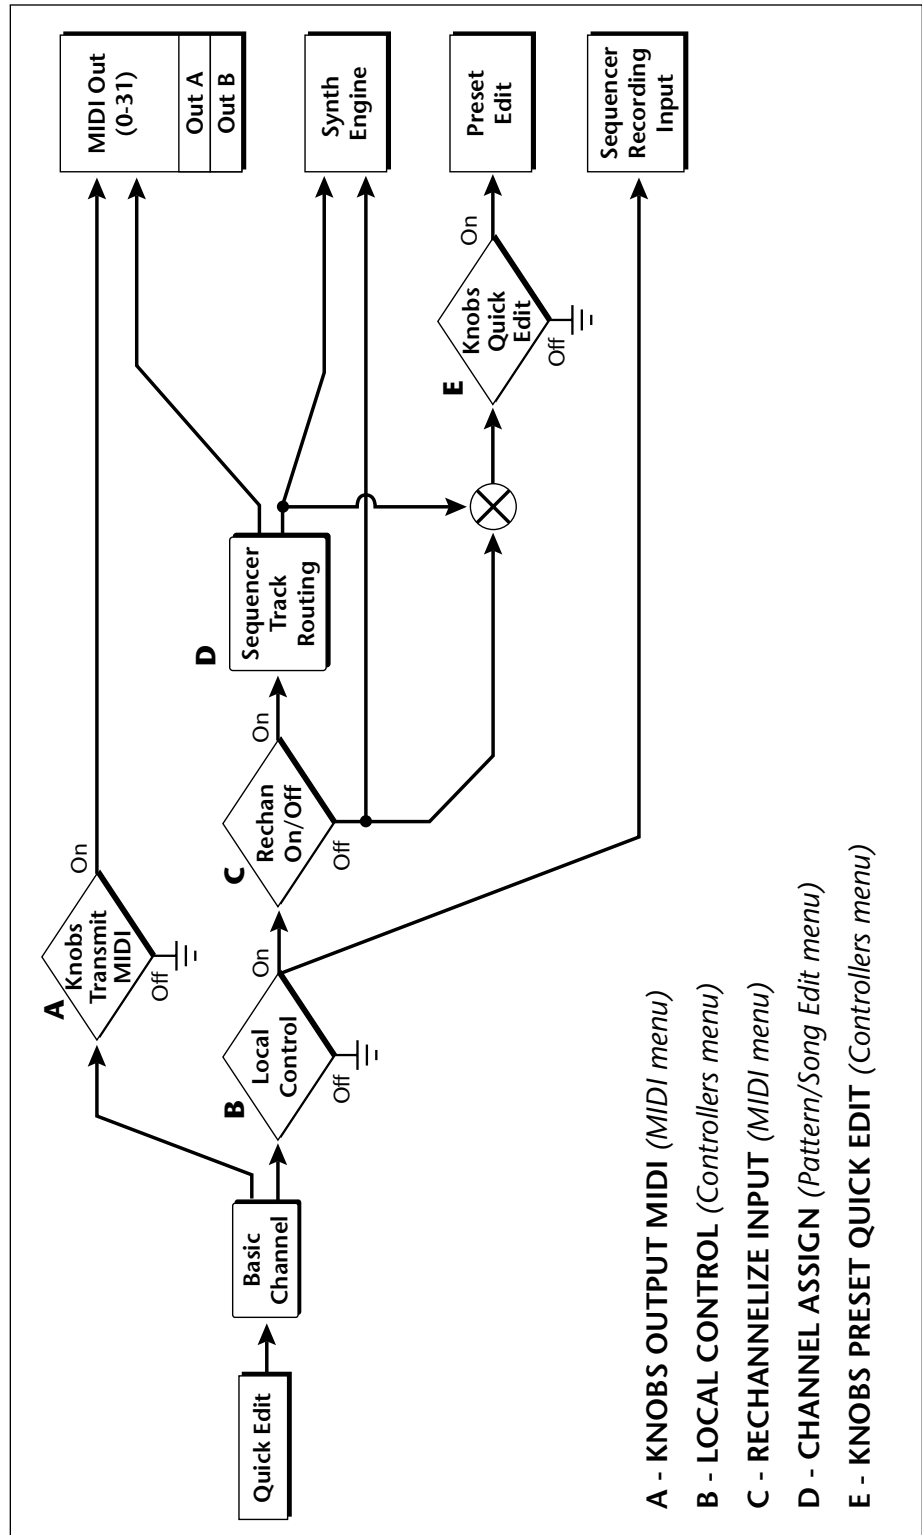 Quick Edit
Basic
Channel
A
Knobs
Transmit
MIDI
On
Off
B
Local
Control
On
Off
C
Rechan
On/Off
On
Off
D
Sequencer
Track
Routing
E
Knobs
Quick
Edit
On
Off
MIDI Out
(0-31)
Out A
Out B
Synth
Engine
Preset
Edit
Sequencer
Recording
Input
A - KNOBS OUTPUT MIDI (MIDI menu)
B - LOCAL CONTROL (Controllers menu)
C - RECHANNELIZE INPUT (MIDI menu)
D - CHANNEL ASSIGN (Pattern/Song Edit menu)
E - KNOBS PRESET QUICK EDIT (Controllers menu)